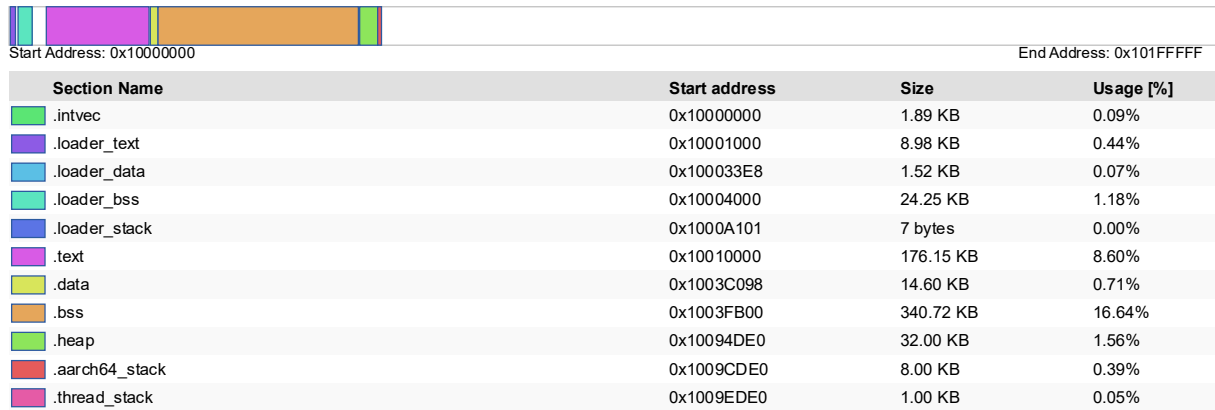 Start Address: 0x10000000 End Address: 0x101FFFFF
Section Name Start address Size Usage [%]
.intvec 0x10000000 1.89 KB 0.09%
.loader_text 0x10001000 8.98 KB 0.44%
.loader_data 0x100033E8 1.52 KB 0.07%
.loader_bss 0x10004000 24.25 KB 1.18%
.loader_stack 0x1000A101 7 bytes 0.00%
.text 0x10010000 176.15 KB 8.60%
.data 0x1003C098 14.60 KB 0.71%
.bss 0x1003FB00 340.72 KB 16.64%
.heap 0x10094DE0 32.00 KB 1.56%
.aarch64_stack 0x1009CDE0 8.00 KB 0.39%
.thread_stack 0x1009EDE0 1.00 KB 0.05%